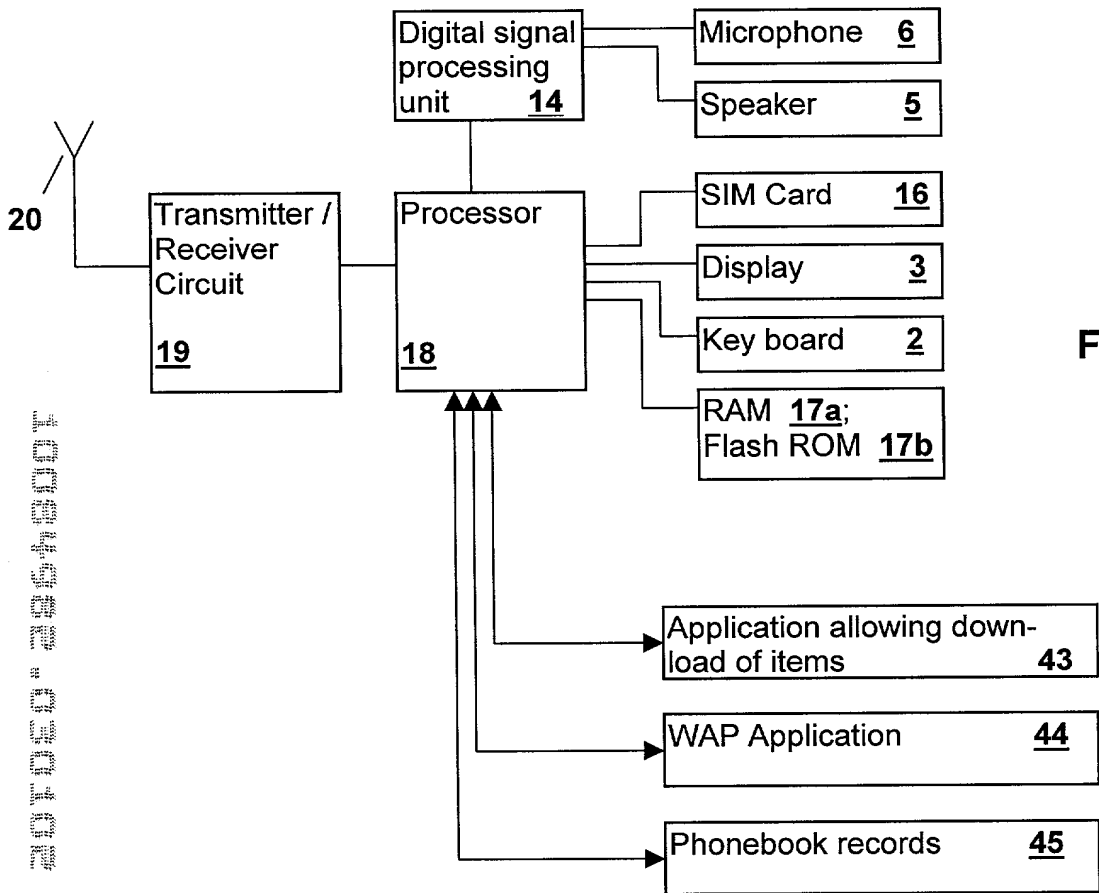 Digital signal
processing
unit 14
Microphone 6
Speaker 5
20
Transmitter /
Receiver
Circuit
19
Processor
18
SIM Card 16
Display 3
Key board 2
RAM 17a;
Flash ROM 17b
F
Application allowing down-
load of items 43
WAP Application 44
Phonebook records 45
10084982.030102